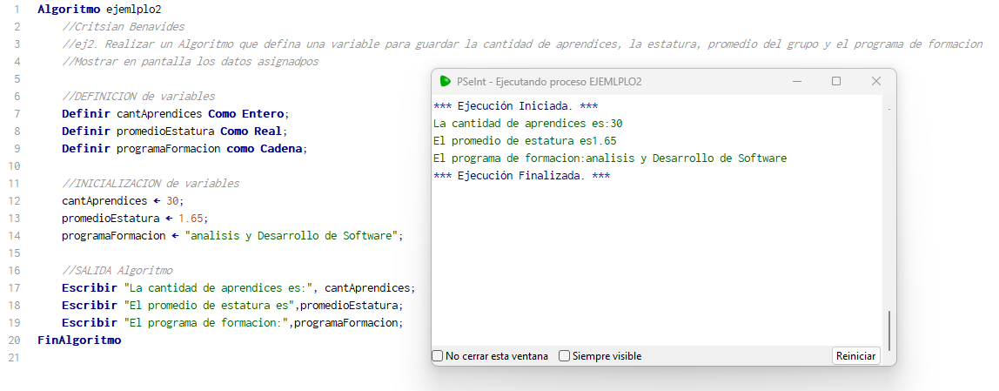 1 Algoritmo ejemlplo2
2 //Critsian Benavides
3 //ej2. Realizar un Algoritmo que defina una variable para guardar la cantidad de aprendices, la estatura, promedio del grupo y el programa de formacion
4 //Mostrar en pantalla los datos asignadpos
5
6 //DEFINICION de variables
7 Definir cantAprendices Como Entero;
8 Definir promedioEstatura Como Real;
9 Definir programaFormacion como Cadena;
10
11 //INICIALIZACION de variables
12 cantAprendices ← 30;
13 promedioEstatura ← 1.65;
14 programaFormacion ← "analisis y Desarrollo de Software";
15
16 //SALIDA Algoritmo
17 Escribir "La cantidad de aprendices es:", cantAprendices;
18 Escribir "El promedio de estatura es",promedioEstatura;
19 Escribir "El programa de formacion:",programaFormacion;
20 FinAlgoritmo
21
PSeInt - Ejecutando proceso EJEMLPLO2
*** Ejecución Iniciada. ***
La cantidad de aprendices es:30
El promedio de estatura es1.65
El programa de formacion:analisis y Desarrollo de Software
*** Ejecución Finalizada. ***
No cerrar esta ventana Siempre visible Reiniciar